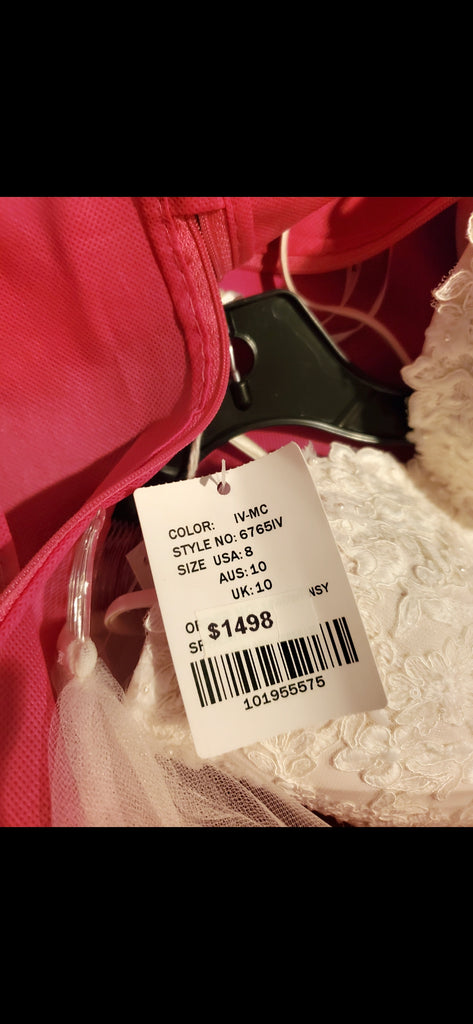 COLOR: IV-MC
STYLE NO: 6765IV
SIZE USA: 8
AUS: 10
UK: 10
$1498
101955575